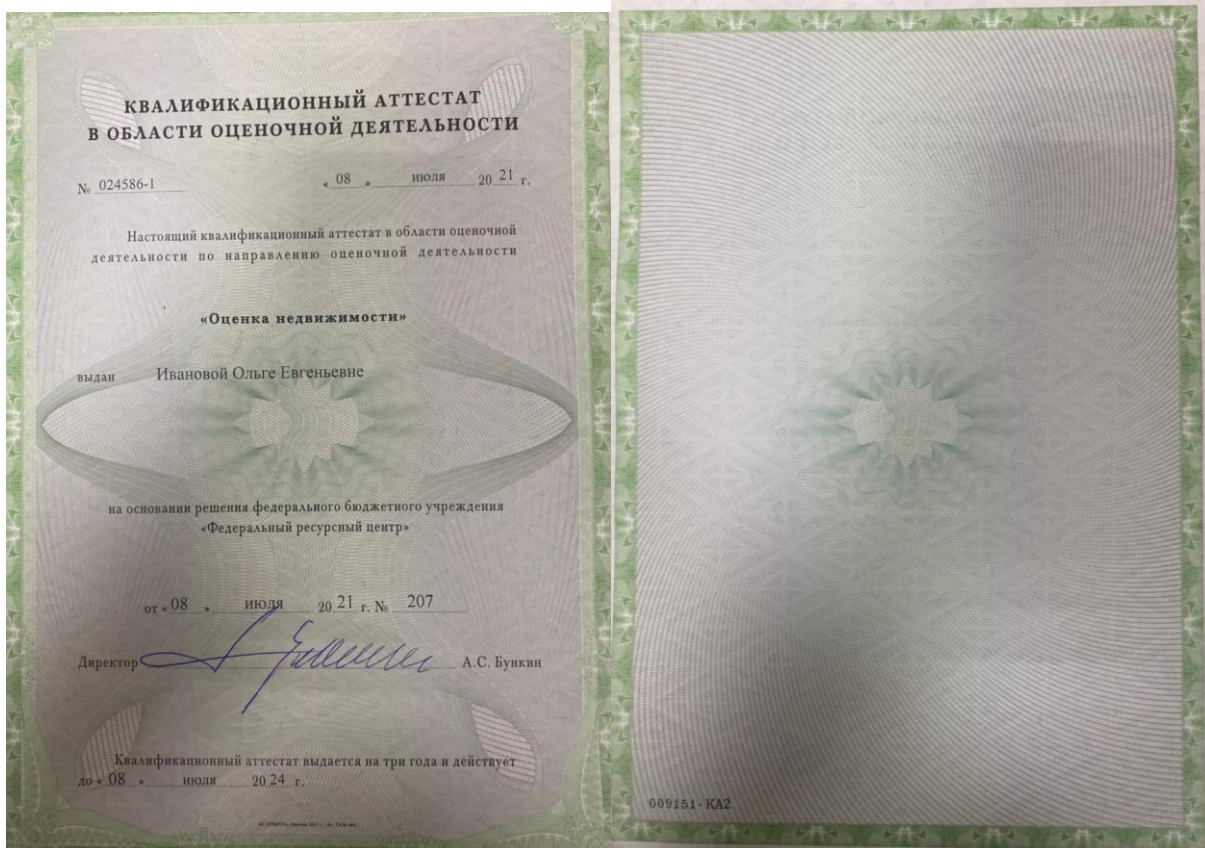 КВАЛИФИКАЦИОННЫЙ АТТЕСТАТ
В ОБЛАСТИ ОЦЕНОЧНОЙ ДЕЯТЕЛЬНОСТИ
№ 024586-1 « 08 » июля 20 21 г.
Настоящий квалификационный аттестат в области оценочной
деятельности по направлению оценочной деятельности
«Оценка недвижимости»
выдан Ивановой Ольге Евгеньевне
на основании решения федерального бюджетного учреждения
«Федеральный ресурсный центр»
от « 08 » июля 20 21 г. № 207
Директор А.С. Бункин
Квалификационный аттестат выдается на три года и действует
до « 08 » июля 20 24 г.
009151-КА2